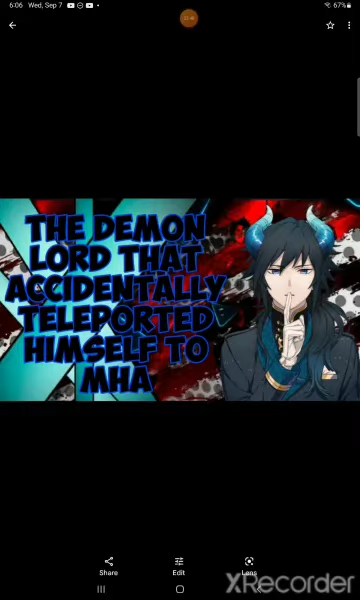 6:06 Wed, Sep 7
67%
THE DEMON
LORD THAT
ACCIDENTALLY
TELEPORTED
HIMSELF TO
MHA
Share Edit Lens
XRecorder